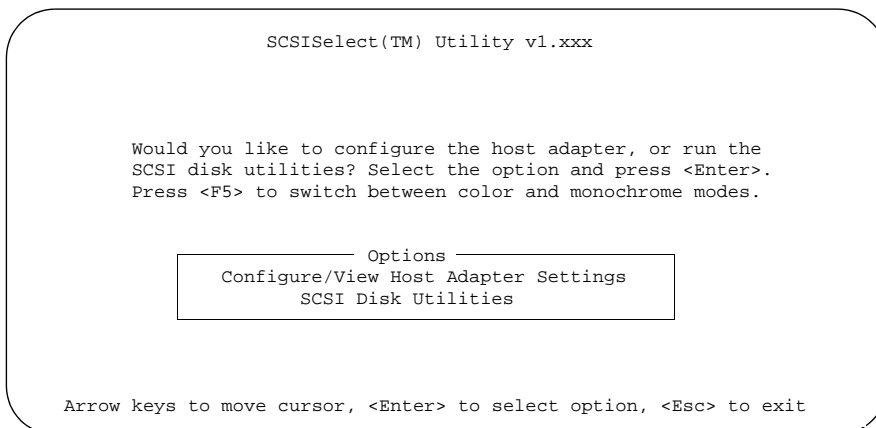 SCSISelect(TM) Utility v1.xxx
Would you like to configure the host adapter, or run the
SCSI disk utilities? Select the option and press <Enter>.
Press <F5> to switch between color and monochrome modes.
Options
Configure/View Host Adapter Settings
SCSI Disk Utilities
Arrow keys to move cursor, <Enter> to select option, <Esc> to exit